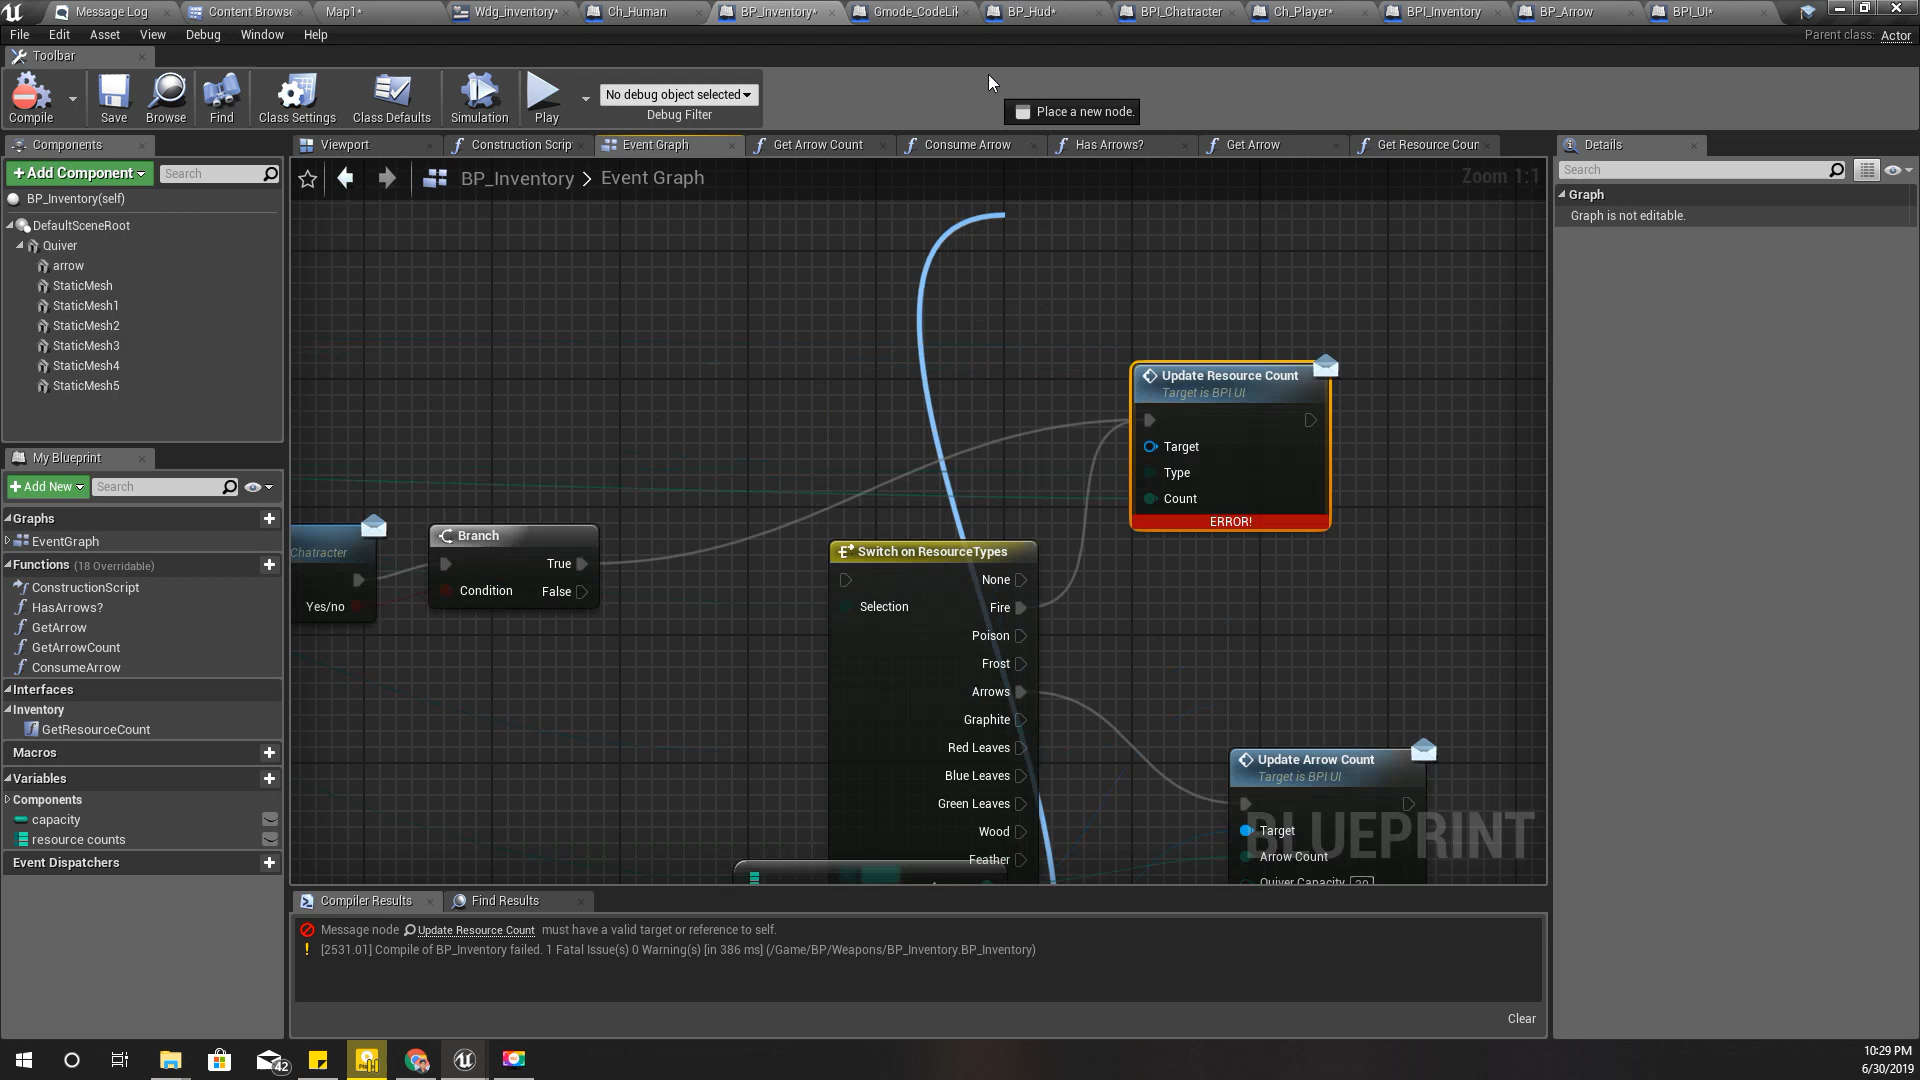 Message Log
Content Browse
Map1*
Wdg_inventory*
Ch_Human
BP_Inventory*
Gmode_CodeLik
BP_Hud*
BPI_Chatracter
Ch_Player*
BPI_Inventory
BP_Arrow
BPI_UI*
File Edit Asset View Debug Window Help
Parent class: Actor
Toolbar
Compile
Save
Browse
Find
Class Settings
Class Defaults
Simulation
Play
No debug object selected
Debug Filter
Place a new node.
Components
+Add Component
Search
BP_Inventory(self)
DefaultSceneRoot
Quiver
arrow
StaticMesh
StaticMesh1
StaticMesh2
StaticMesh3
StaticMesh4
StaticMesh5
My Blueprint
+Add New
Search
Graphs
EventGraph
Functions (18 Overridable)
ConstructionScript
HasArrows?
GetArrow
GetArrowCount
ConsumeArrow
Interfaces
Inventory
GetResourceCount
Macros
Variables
Components
capacity
resource counts
Event Dispatchers
Viewport
Construction Scrip
Event Graph
Get Arrow Count
Consume Arrow
Has Arrows?
Get Arrow
Get Resource Cour
BP_Inventory > Event Graph
Zoom 1:1
Chatracter
Yes/no
Branch
True
Condition
False
Switch on ResourceTypes
None
Fire
Selection
Poison
Frost
Arrows
Graphite
Red Leaves
Blue Leaves
Green Leaves
Wood
Feather
Update Resource Count
Target is BPI UI
Target
Type
Count
ERROR!
Update Arrow Count
Target is BPI UI
Target
Arrow Count
Quiver Capacity 20
BLUEPRINT
Details
Search
Graph
Graph is not editable.
Compiler Results
Find Results
Message node Update Resource Count must have a valid target or reference to self.
[2531.01] Compile of BP_Inventory failed. 1 Fatal Issue(s) 0 Warning(s) [in 386 ms] (/Game/BP/Weapons/BP_Inventory.BP_Inventory)
Clear
42
10:29 PM
6/30/2019